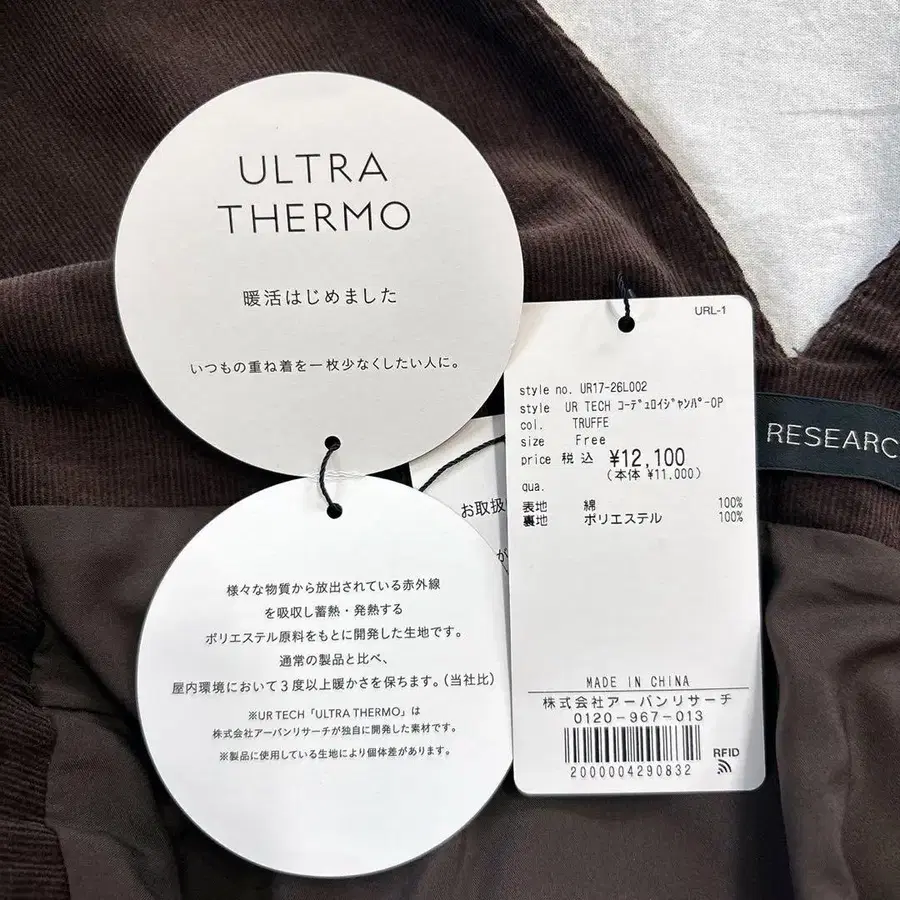 ULTRA
THERMO
暖活はじめました
いつもの重ね着を一枚少なくしたい人に。
様々な物質から放出されている赤外線
を吸収し蓄熱・発熱する
ポリエステル原料をもとに開発した生地です。
通常の製品と比べ、
屋内環境において3度以上暖かさを保ちます。(当社比)
※UR TECH「ULTRA THERMO」は
株式会社アーバンリサーチが独自に開発した素材です。
※製品に使用している生地により個体差があります。
お取扱
URL-1
style no. UR17-26L002
style UR TECH コーデュロイジャンパーOP
col. TRUFFE
size Free
price 税込 ¥12,100
(本体 ¥11,000)
qua.
表地 綿 100%
裏地 ポリエステル 100%
MADE IN CHINA
株式会社アーバンリサーチ
0120-967-013
RFID
2000004290832
RESEARC